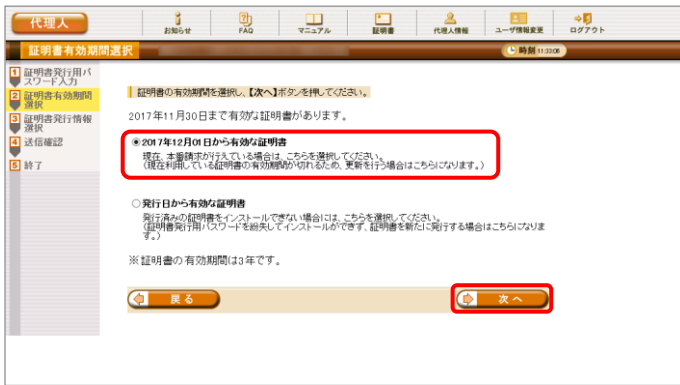 代理人
お知らせ
FAQ
マニュアル
証明書
代理人情報
ユーザ情報変更
ログアウト
証明書有効期間選択
時刻 11:33:06
1 証明書発行用パ
スワード入力
2 証明書有効期間
選択
3 証明書発行情報
選択
4 送信確認
5 終了
証明書の有効期間を選択し、【次へ】ボタンを押してください。
2017年11月30日まで有効な証明書があります。
2017年12月01日から有効な証明書
現在、本番請求が行えている場合は、こちらを選択してください。
(現在利用している証明書の有効期間が切れるため、更新を行う場合はこちらになります。)
発行日から有効な証明書
発行済みの証明書をインストールできない場合には、こちらを選択してください。
(証明書発行用パスワードを紛失してインストールができず、証明書を新たに発行する場合はこちらになりま
す。)
※証明書の有効期間は3年です。
戻る
次へ